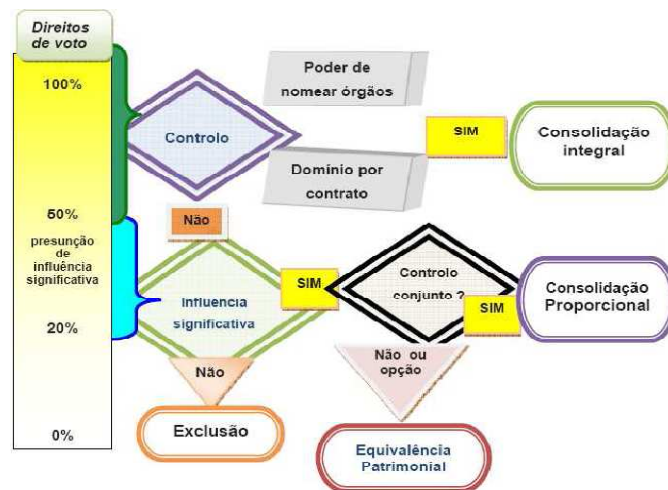 Direitos
de voto
100%
50%
presunção
de
influência
significativa
20%
0%
Controlo
Poder de
nomear órgãos
Domínio por
contrato
SIM
Consolidação
integral
Não
Influência
significativa
SIM
Controlo
conjunto ?
SIM
Consolidação
Proporcional
Não
Exclusão
Não ou
opção
Equivalência
Patrimonial